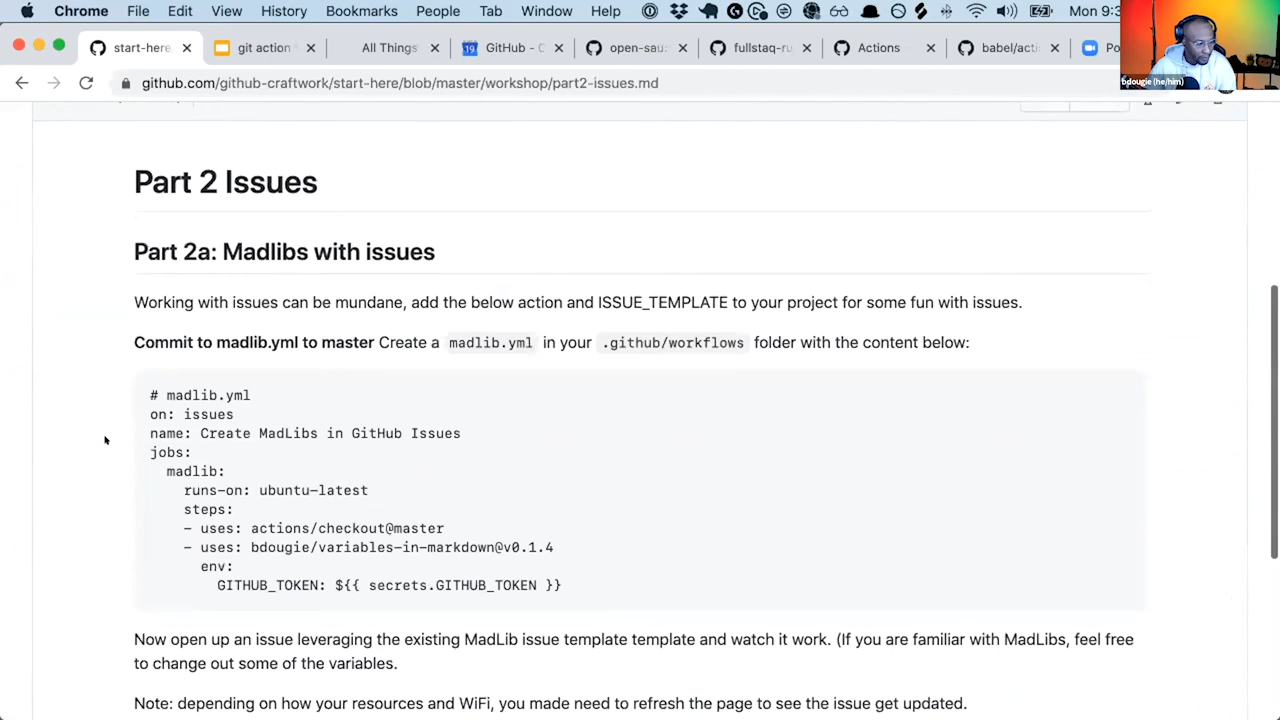 Chrome File Edit View History Bookmarks People Tab Window Help Mon 9:3
start-here
git action
All Things
GitHub - C
open-sau
fullstaq-ru
Actions
babel/acti
Po
github.com/github-craftwork/start-here/blob/master/workshop/part2-issues.md
bdougie (he/him)
Part 2 Issues
Part 2a: Madlibs with issues
Working with issues can be mundane, add the below action and ISSUE_TEMPLATE to your project for some fun with issues.
Commit to madlib.yml to master Create a madlib.yml in your .github/workflows folder with the content below:
# madlib.yml
on: issues
name: Create MadLibs in GitHub Issues
jobs:
madlib:
runs-on: ubuntu-latest
steps:
- uses: actions/checkout@master
- uses: bdougie/variables-in-markdown@v0.1.4
env:
GITHUB_TOKEN: ${{ secrets.GITHUB_TOKEN }}
Now open up an issue leveraging the existing MadLib issue template template and watch it work. (If you are familiar with MadLibs, feel free
to change out some of the variables.
Note: depending on how your resources and WiFi, you made need to refresh the page to see the issue get updated.